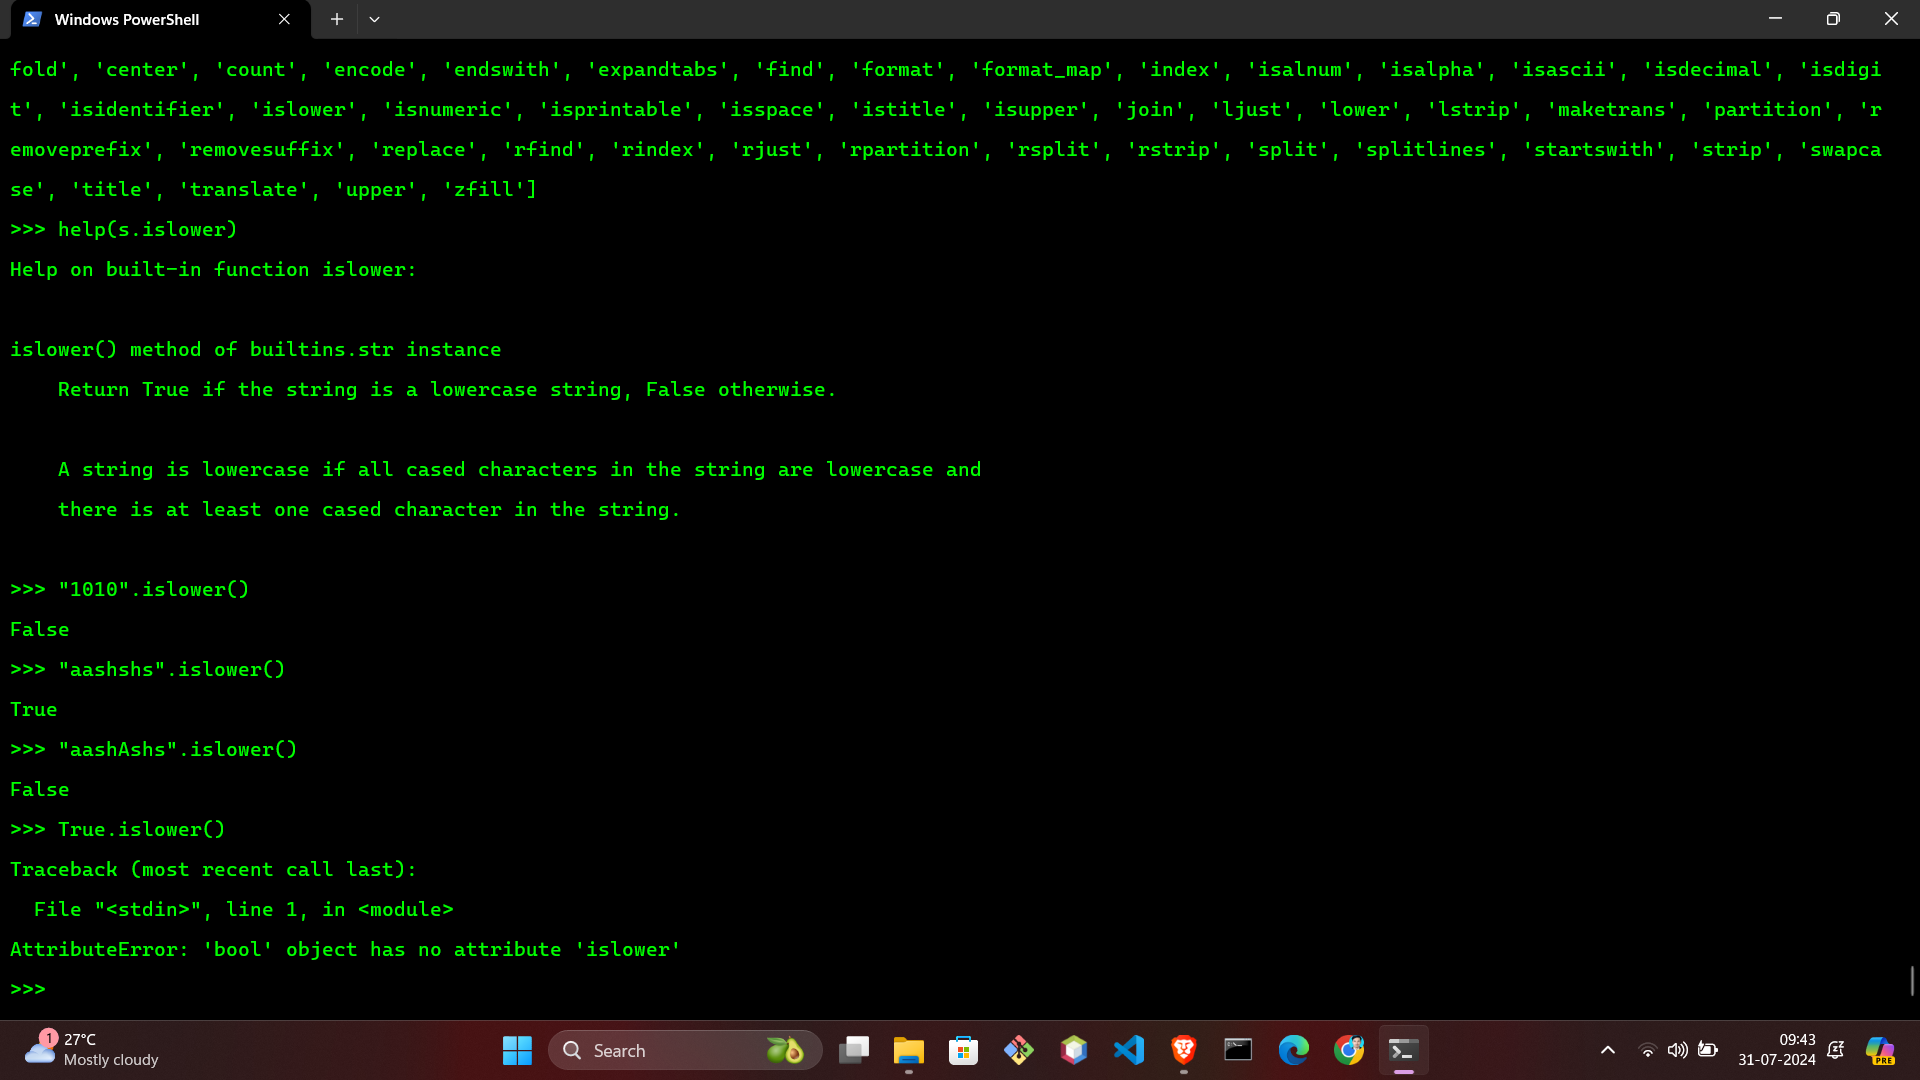 Windows PowerShell
fold', 'center', 'count', 'encode', 'endswith', 'expandtabs', 'find', 'format', 'format_map', 'index', 'isalnum', 'isalpha', 'isascii', 'isdecimal', 'isdigi
t', 'isidentifier', 'islower', 'isnumeric', 'isprintable', 'isspace', 'istitle', 'isupper', 'join', 'ljust', 'lower', 'lstrip', 'maketrans', 'partition', 'r
emoveprefix', 'removesuffix', 'replace', 'rfind', 'rindex', 'rjust', 'rpartition', 'rsplit', 'rstrip', 'split', 'splitlines', 'startswith', 'strip', 'swapca
se', 'title', 'translate', 'upper', 'zfill']
>>> help(s.islower)
Help on built-in function islower:
islower() method of builtins.str instance
    Return True if the string is a lowercase string, False otherwise.
    A string is lowercase if all cased characters in the string are lowercase and
    there is at least one cased character in the string.
>>> "1010".islower()
False
>>> "aashshs".islower()
True
>>> "aashAshs".islower()
False
>>> True.islower()
Traceback (most recent call last):
  File "<stdin>", line 1, in <module>
AttributeError: 'bool' object has no attribute 'islower'
>>>
1
27°C
Mostly cloudy
Search
09:43
31-07-2024
PRE